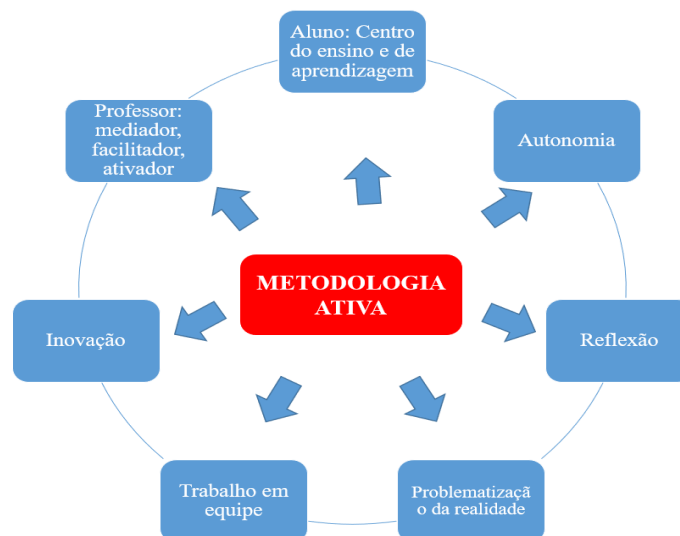 Aluno: Centro
do ensino e de
aprendizagem
Professor:
mediador,
facilitador,
ativador
Autonomia
METODOLOGIA
ATIVA
Inovação
Reflexão
Trabalho em
equipe
Problematizaçã
o da realidade